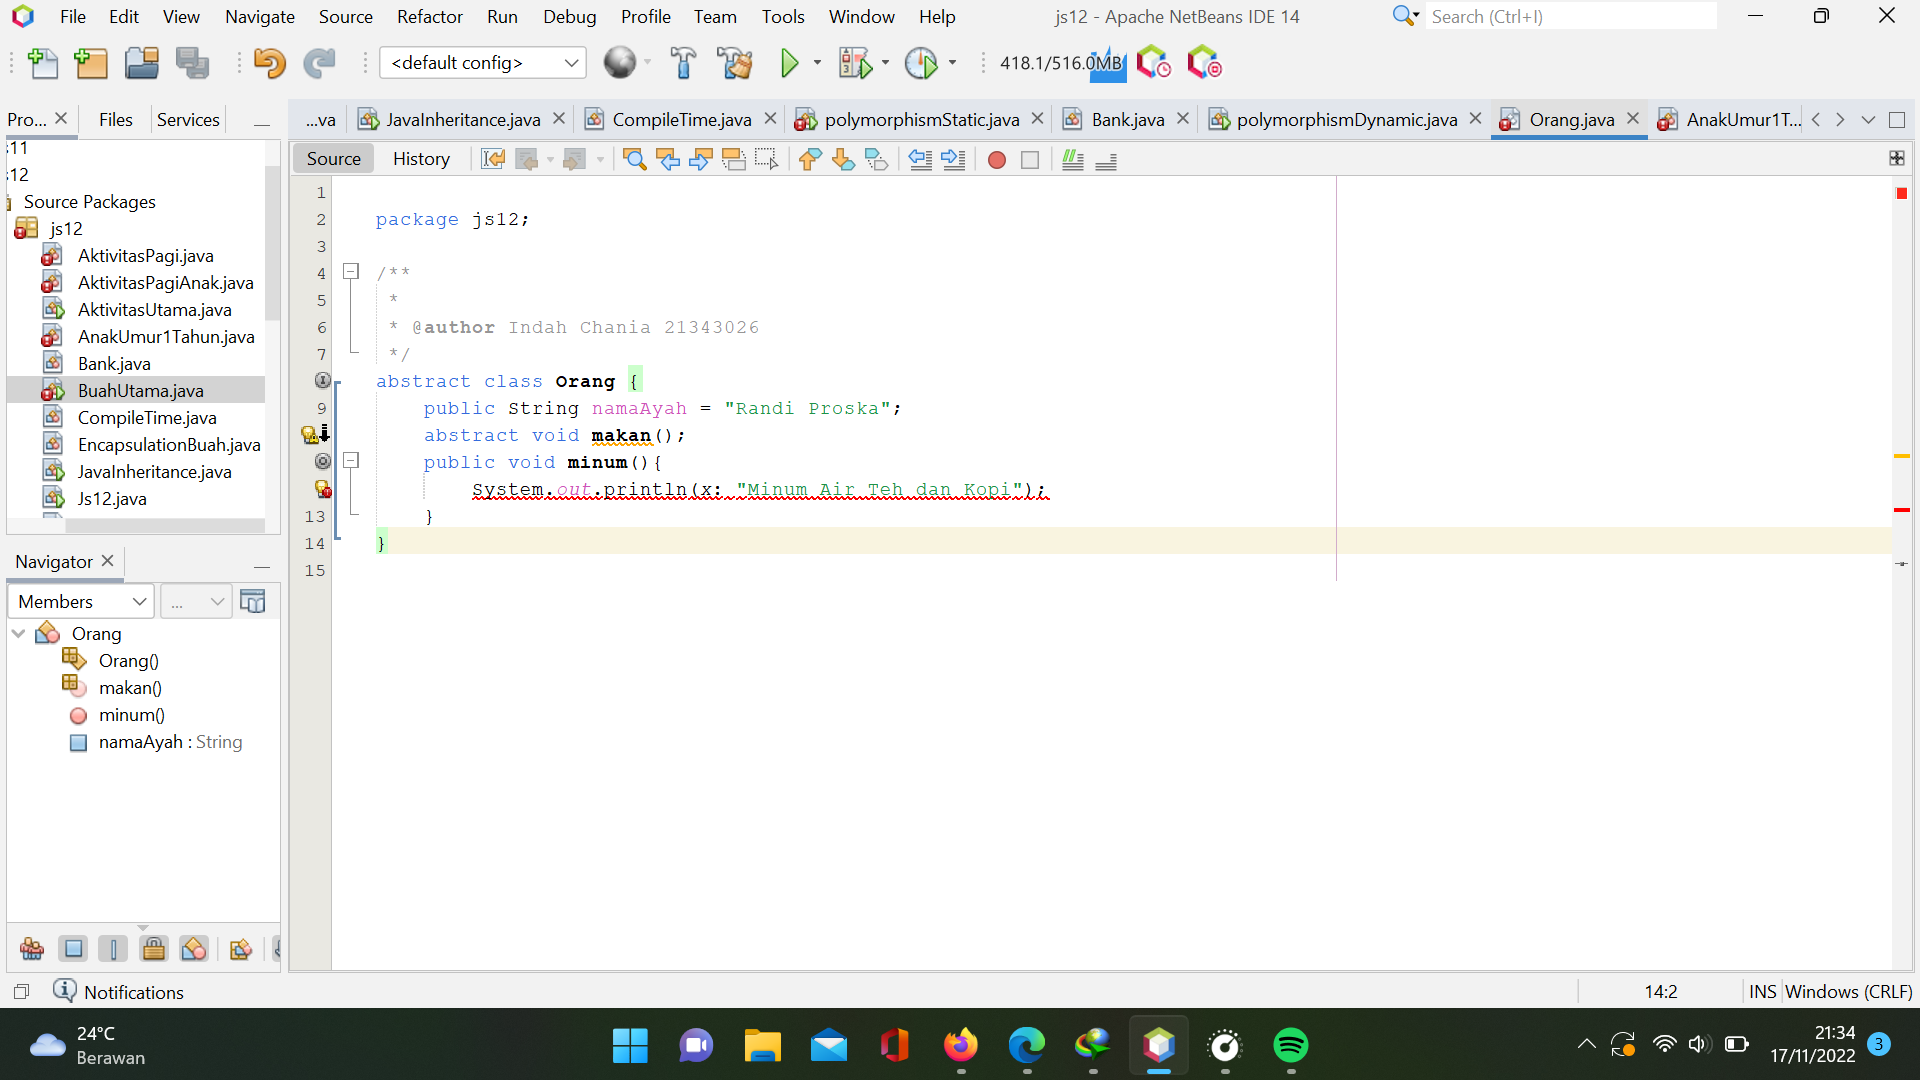 File Edit View Navigate Source Refactor Run Debug Profile Team Tools Window Help js12 - Apache NetBeans IDE 14 Search (Ctrl+I)
<default config> 418.1/516.0MB
Pro... Files Services ...va JavaInheritance.java CompileTime.java polymorphismStatic.java Bank.java polymorphismDynamic.java Orang.java AnakUmur1T...
Source History
:11
:12
Source Packages
js12
AktivitasPagi.java
AktivitasPagiAnak.java
AktivitasUtama.java
AnakUmur1Tahun.java
Bank.java
BuahUtama.java
CompileTime.java
EncapsulationBuah.java
JavaInheritance.java
Js12.java
1
2 package js12;
3
4 /**
5 *
6 * @author Indah Chania 21343026
7 */
abstract class Orang {
9 public String namaAyah = "Randi Proska";
abstract void makan();
public void minum(){
System.out.println(x: "Minum Air Teh dan Kopi");
13 }
14 }
15
Navigator
Members ...
Orang
Orang()
makan()
minum()
namaAyah : String
Notifications 14:2 INS Windows (CRLF)
24°C
Berawan
21:34
17/11/2022
3